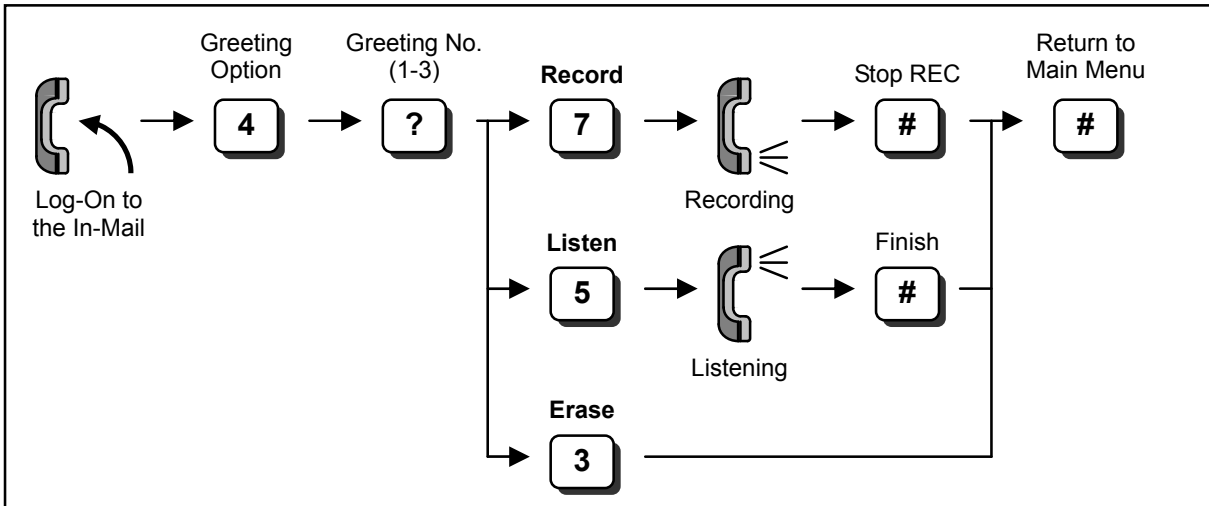 Greeting
Option
Greeting No.
(1-3)
Record
Stop REC
Return to
Main Menu
4
?
7
#
#
Log-On to
the In-Mail
Recording
Listen
Finish
5
#
Listening
Erase
3